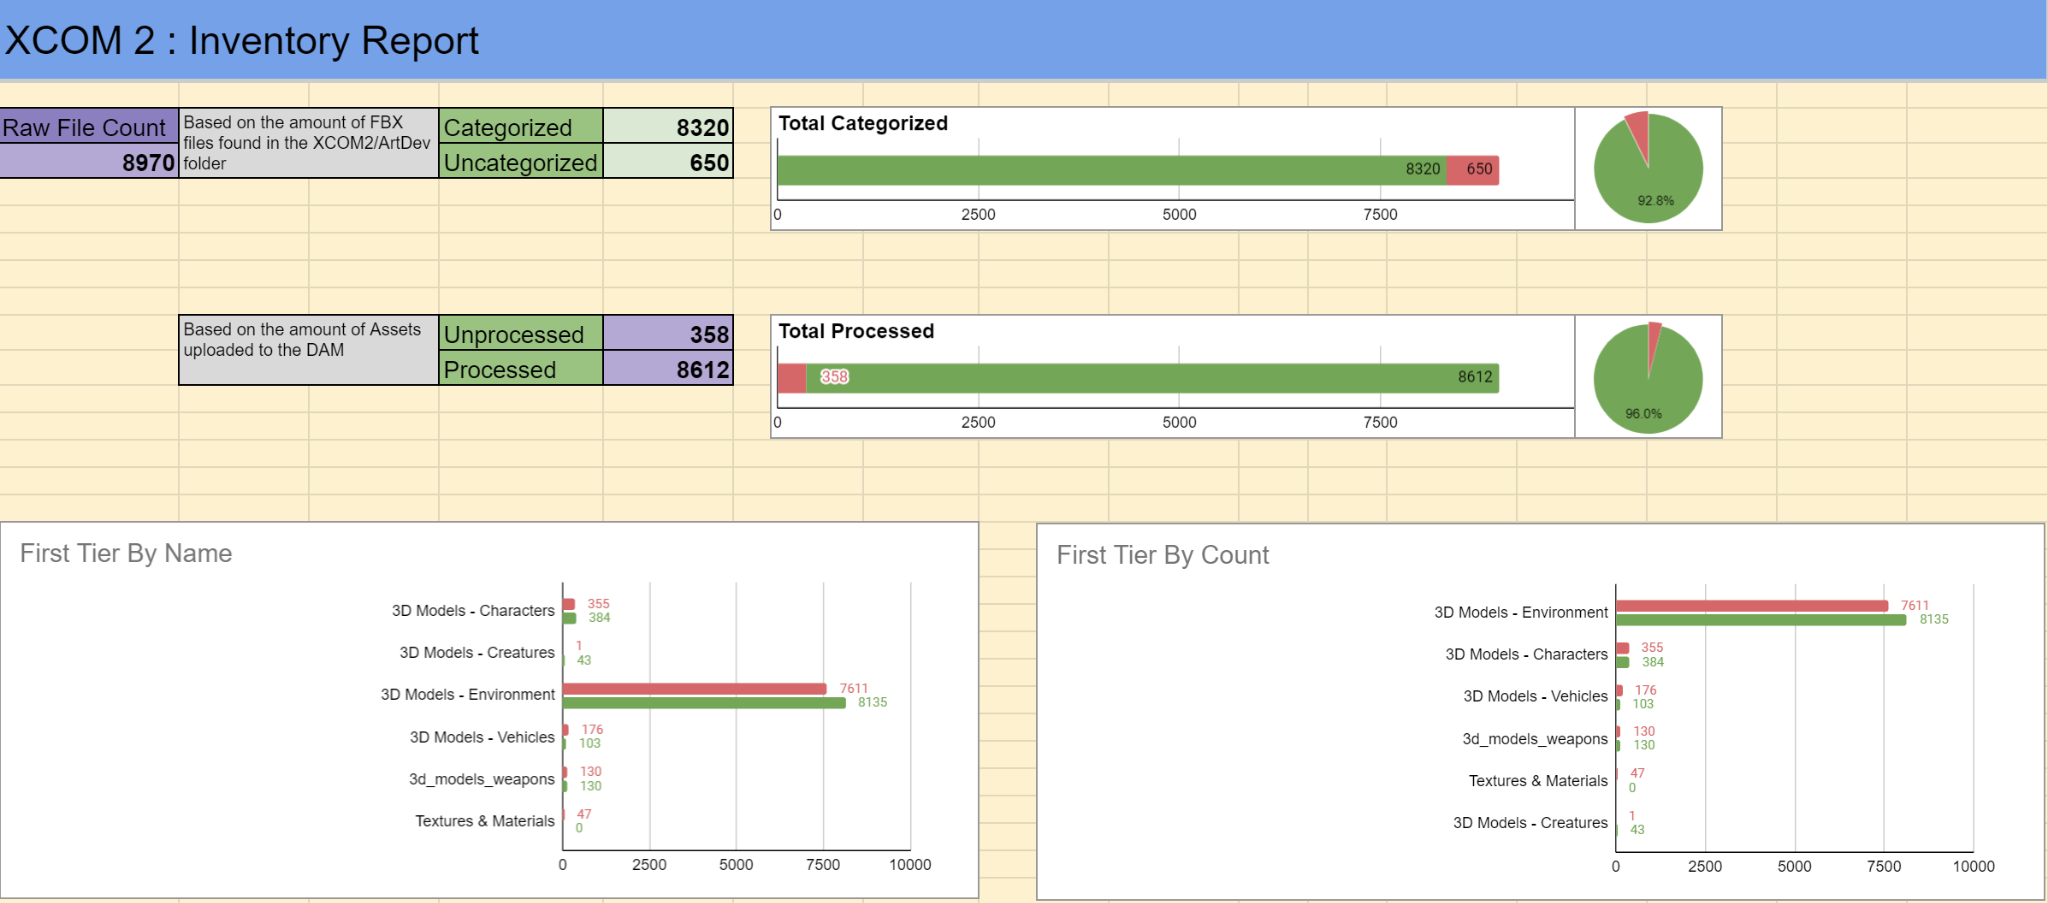 XCOM 2 : Inventory Report
Raw File Count
8970
Based on the amount of FBX
files found in the XCOM2/ArtDev
folder
Categorized 8320
Uncategorized 650
Total Categorized
8320 650
0 2500 5000 7500
92.8%
Based on the amount of Assets
uploaded to the DAM
Unprocessed 358
Processed 8612
Total Processed
358 8612
0 2500 5000 7500
96.0%
First Tier By Name
3D Models - Characters 355
384
3D Models - Creatures 1
43
3D Models - Environment 7611
8135
3D Models - Vehicles 176
103
3d_models_weapons 130
130
Textures & Materials 47
0
0 2500 5000 7500 10000
First Tier By Count
3D Models - Environment 7611
8135
3D Models - Characters 355
384
3D Models - Vehicles 176
103
3d_models_weapons 130
130
Textures & Materials 47
0
3D Models - Creatures 1
43
0 2500 5000 7500 10000